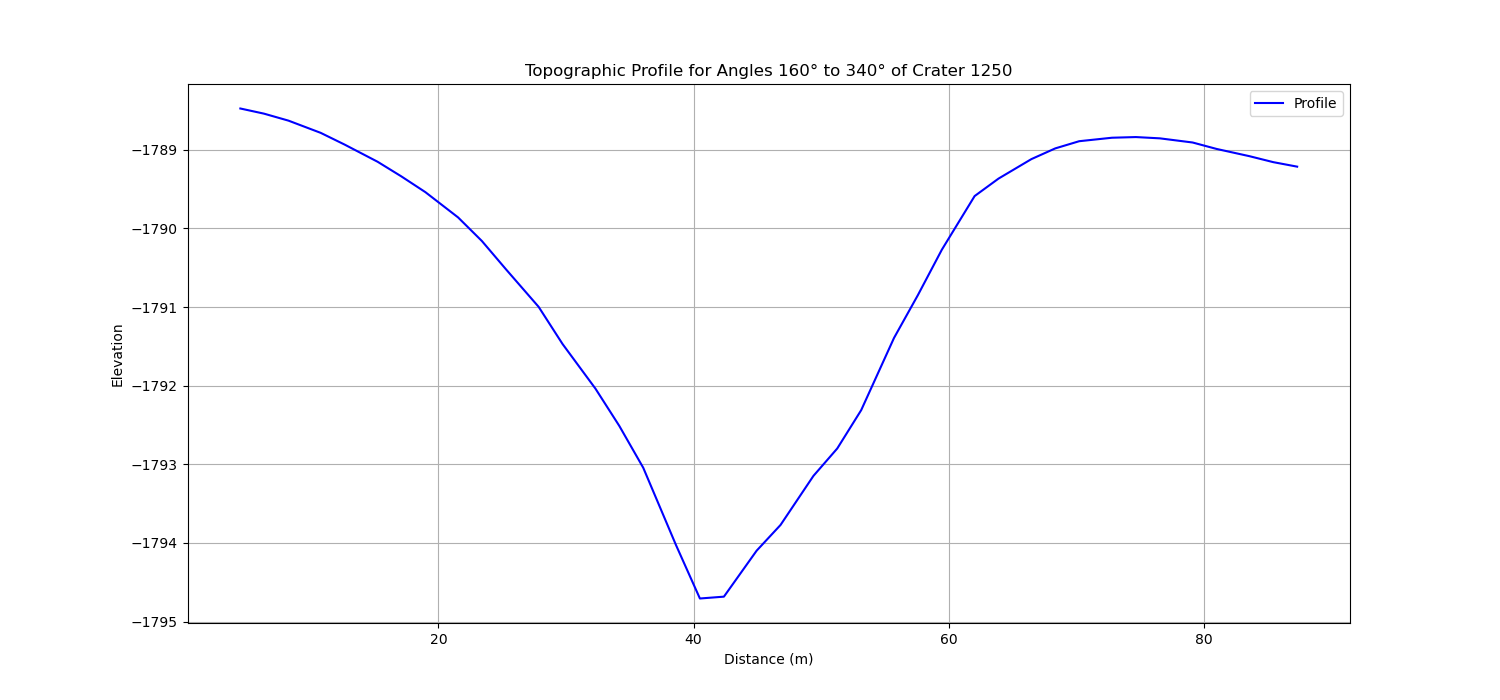 Topographic Profile for Angles 160° to 340° of Crater 1250
Profile
−1789
−1790
−1791
−1792
−1793
−1794
−1795
Elevation
20
40
60
80
Distance (m)